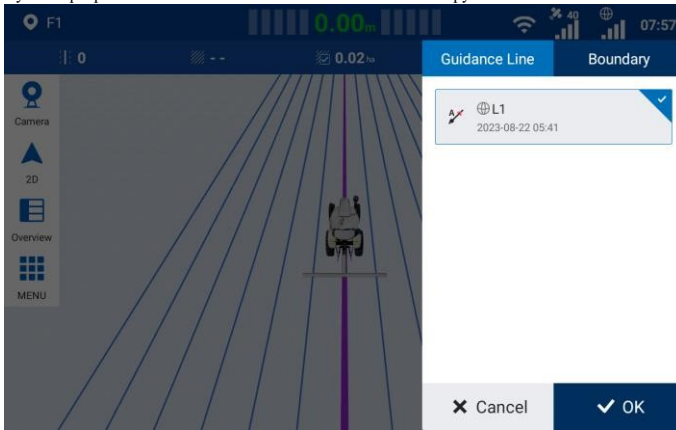 F1
0.00m
40
07:57
0
--
0.02 ha
Guidance Line
Boundary
Camera
2D
Overview
MENU
L1
2023-08-22 05:41
Cancel
OK